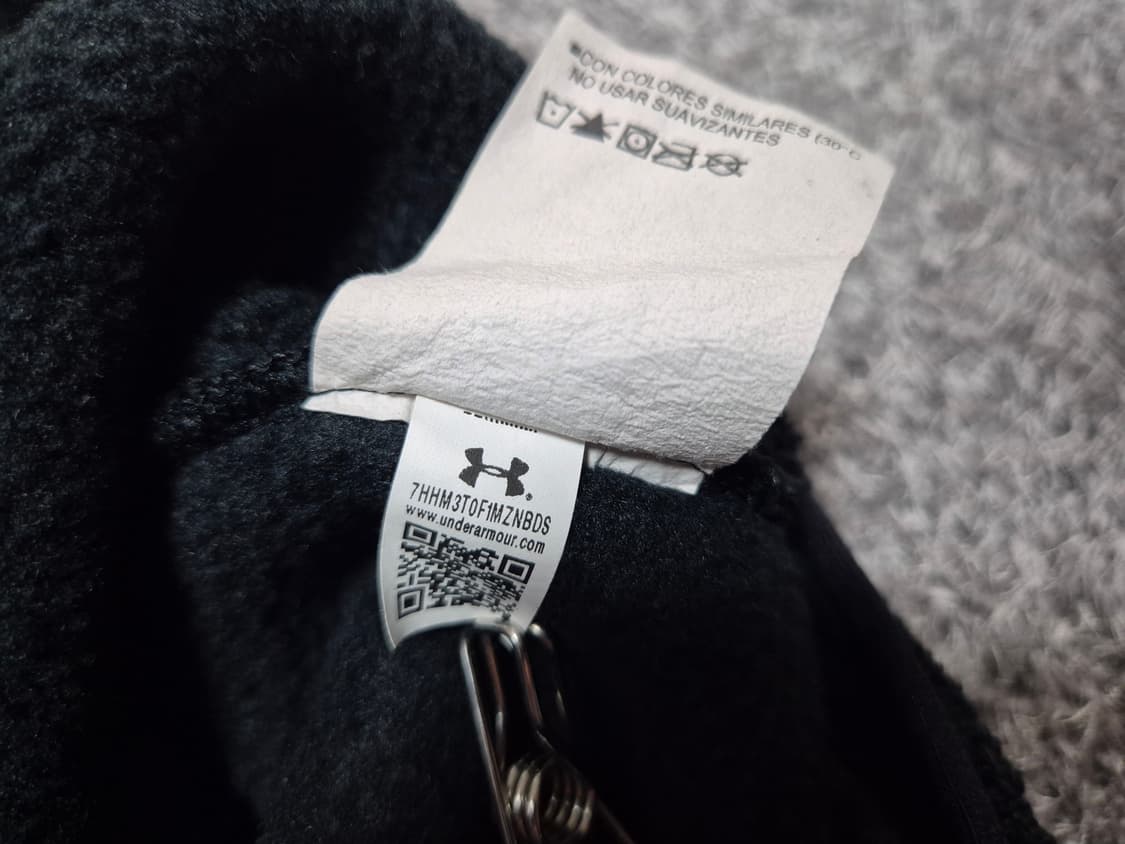 CON COLORES SIMILARES (30°C
NO USAR SUAVIZANTES
7HHM3T0F1MZNBDS
www.underarmour.com